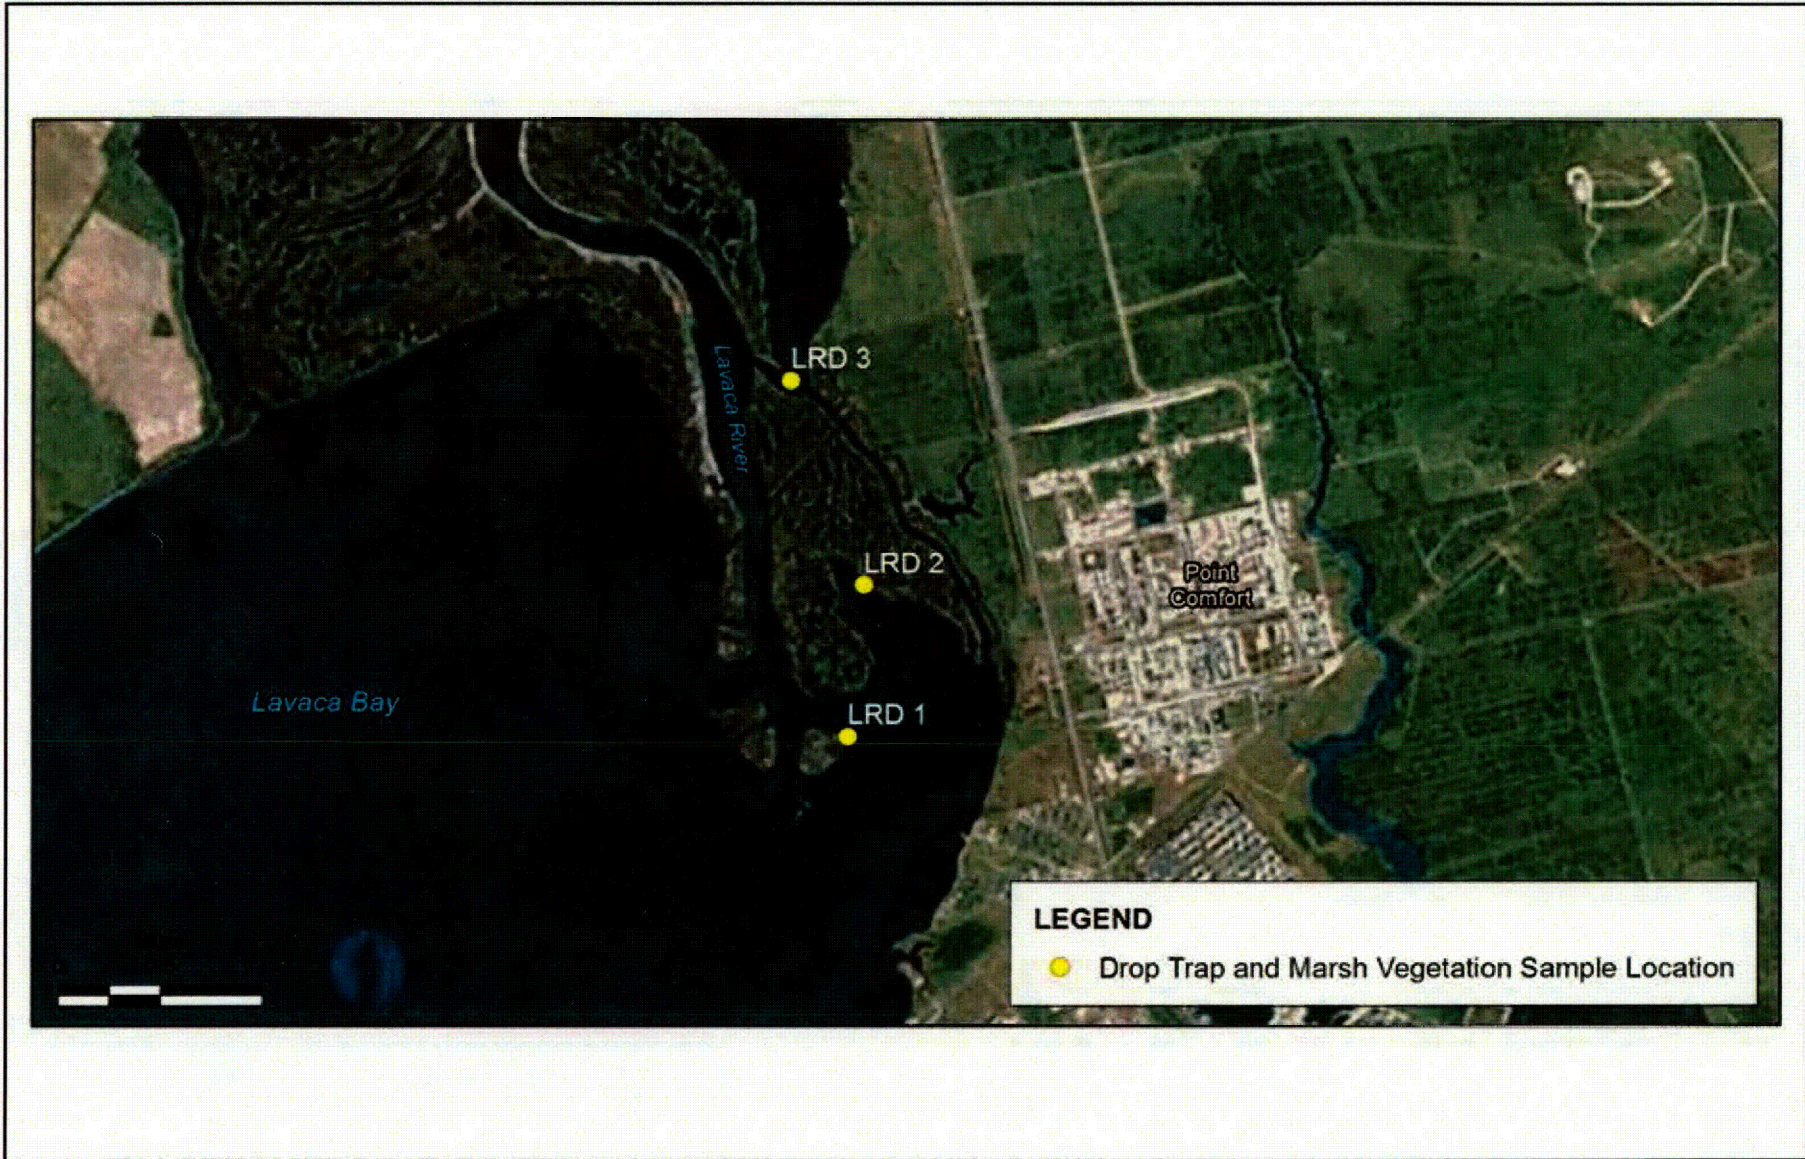 LRD 3
Lavaca River
LRD 2
Point
Comfort
Lavaca Bay
LRD 1
LEGEND
Drop Trap and Marsh Vegetation Sample Location